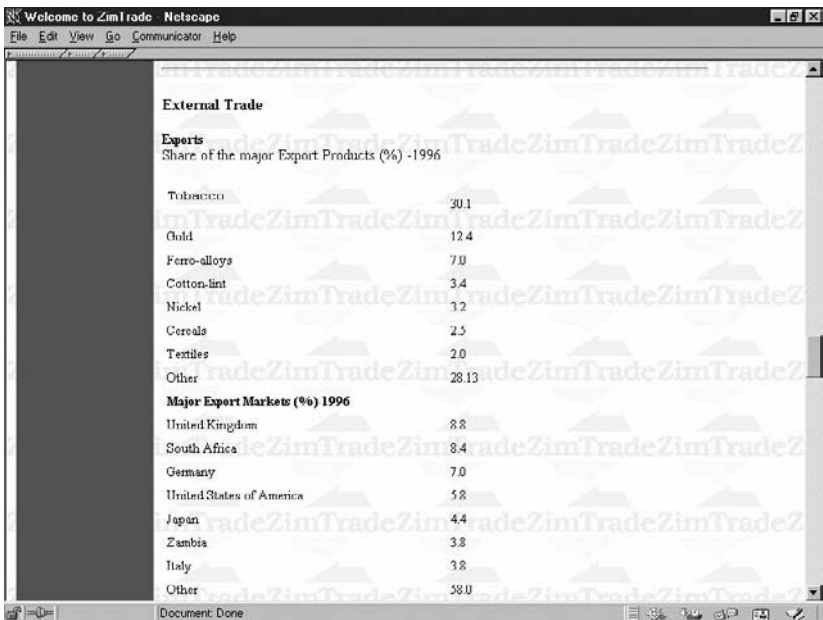 Welcome to ZimTrade - Netscape
File Edit View Go Communicator Help
External Trade
Exports
Share of the major Export Products (%) -1996
Tobacco 30.1
Gold 12.4
Ferro-alloys 7.0
Cotton-lint 3.4
Nickel 3.2
Cereals 2.5
Textiles 2.0
Other 28.13
Major Export Markets (%) 1996
United Kingdom 8.8
South Africa 8.4
Germany 7.0
United States of America 5.8
Japan 4.4
Zambia 3.8
Italy 3.8
Other 58.0
Document: Done